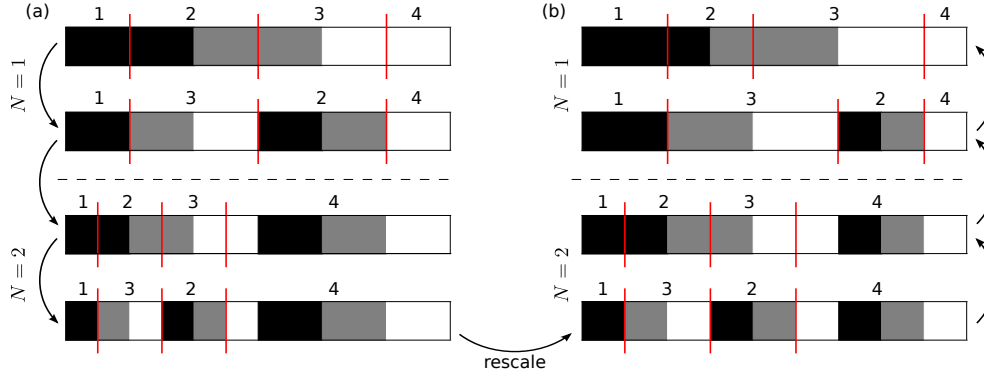 (a) 1 2 3 4
N = 1
1 3 2 4
1 2 3 4
N = 2
1 3 2 4
rescale
(b) 1 2 3 4
N = 1
1 3 2 4
1 2 3 4
N = 2
1 3 2 4